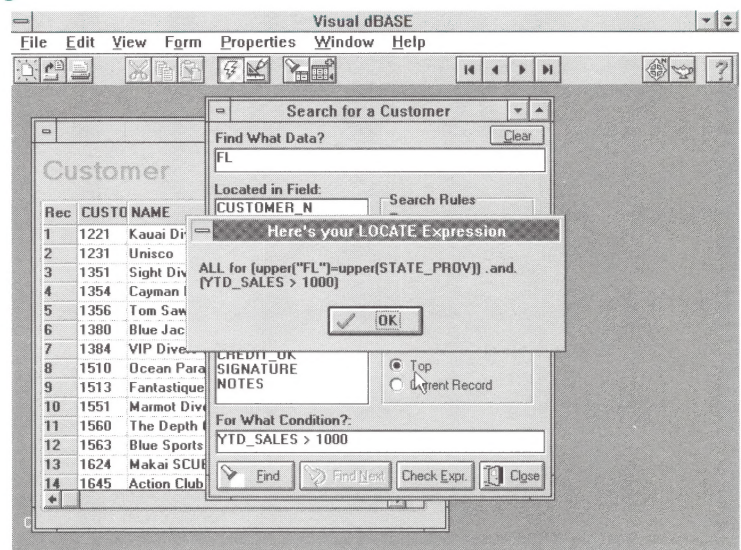 Visual dBASE
File Edit View Form Properties Window Help
Search for a Customer
Find What Data?
Clear
FL
Located in Field:
CUSTOMER_N
Search Rules
Customer
Rec CUSTO NAME
1 1221 Kauai Di
2 1231 Unisco
3 1351 Sight Div
4 1354 Cayman
5 1356 Tom Saw
6 1380 Blue Jac
7 1384 VIP Dive
8 1510 Ocean Para
9 1513 Fantastique
10 1551 Marmot Dive
11 1560 The Depth
12 1563 Blue Sports
13 1624 Makai SCUB
14 1645 Action Club
Here's your LOCATE Expression
ALL for (upper("FL")=upper(STATE_PROV)) .and.
(YTD_SALES > 1000)
OK
CREDIT_OK
SIGNATURE
NOTES
Top
Current Record
For What Condition?:
YTD_SALES > 1000
Find
Find Next
Check Expr.
Close